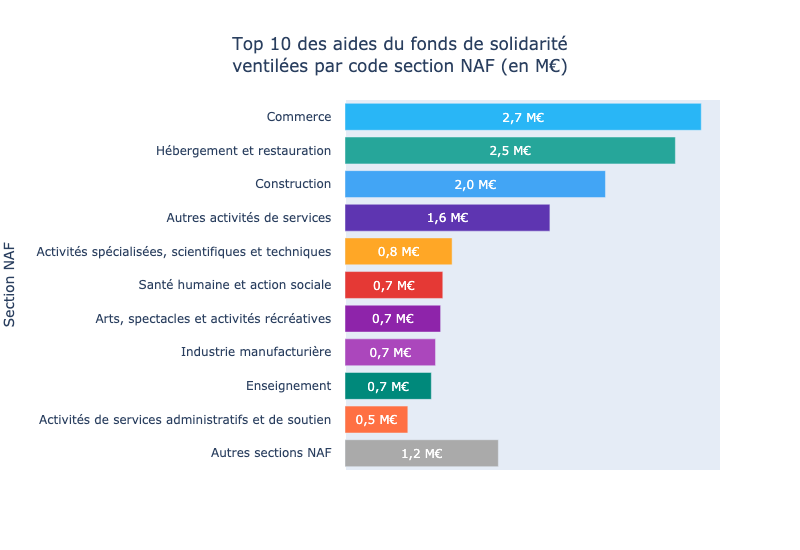 Top 10 des aides du fonds de solidarité
ventilées par code section NAF (en M€)
Section NAF
Commerce 2,7 M€
Hébergement et restauration 2,5 M€
Construction 2,0 M€
Autres activités de services 1,6 M€
Activités spécialisées, scientifiques et techniques 0,8 M€
Santé humaine et action sociale 0,7 M€
Arts, spectacles et activités récréatives 0,7 M€
Industrie manufacturière 0,7 M€
Enseignement 0,7 M€
Activités de services administratifs et de soutien 0,5 M€
Autres sections NAF 1,2 M€